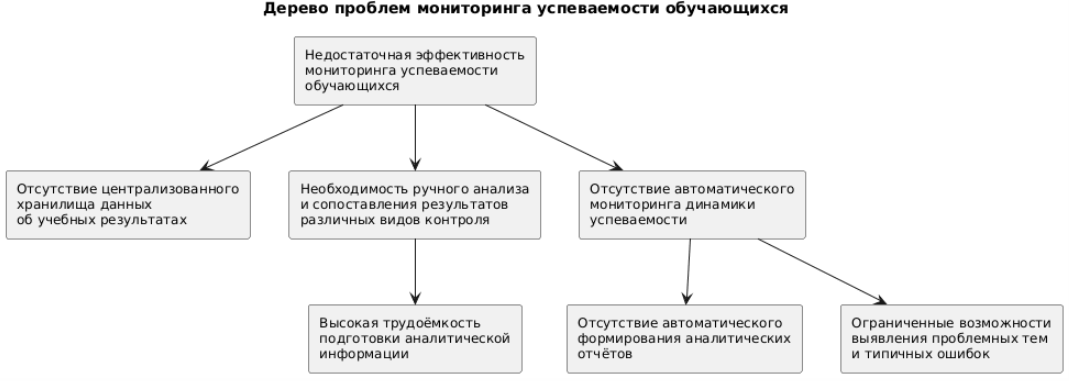 Дерево проблем мониторинга успеваемости обучающихся
Недостаточная эффективность
мониторинга успеваемости
обучающихся
Отсутствие централизованного
хранилища данных
об учебных результатах
Необходимость ручного анализа
и сопоставления результатов
различных видов контроля
Отсутствие автоматического
мониторинга динамики
успеваемости
Высокая трудоёмкость
подготовки аналитической
информации
Отсутствие автоматического
формирования аналитических
отчётов
Ограниченные возможности
выявления проблемных тем
и типичных ошибок